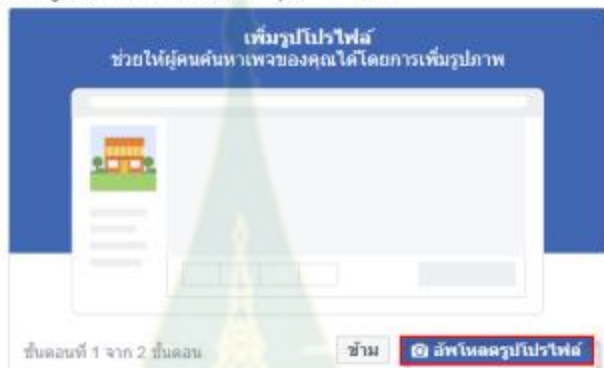 เพิ่มรูปโปรไฟล์
ช่วยให้ผู้คนค้นหาเพจของคุณได้โดยการเพิ่มรูปภาพ
ขั้นตอนที่ 1 จาก 2 ขั้นตอน
ข้าม
อัพโหลดรูปโปรไฟล์